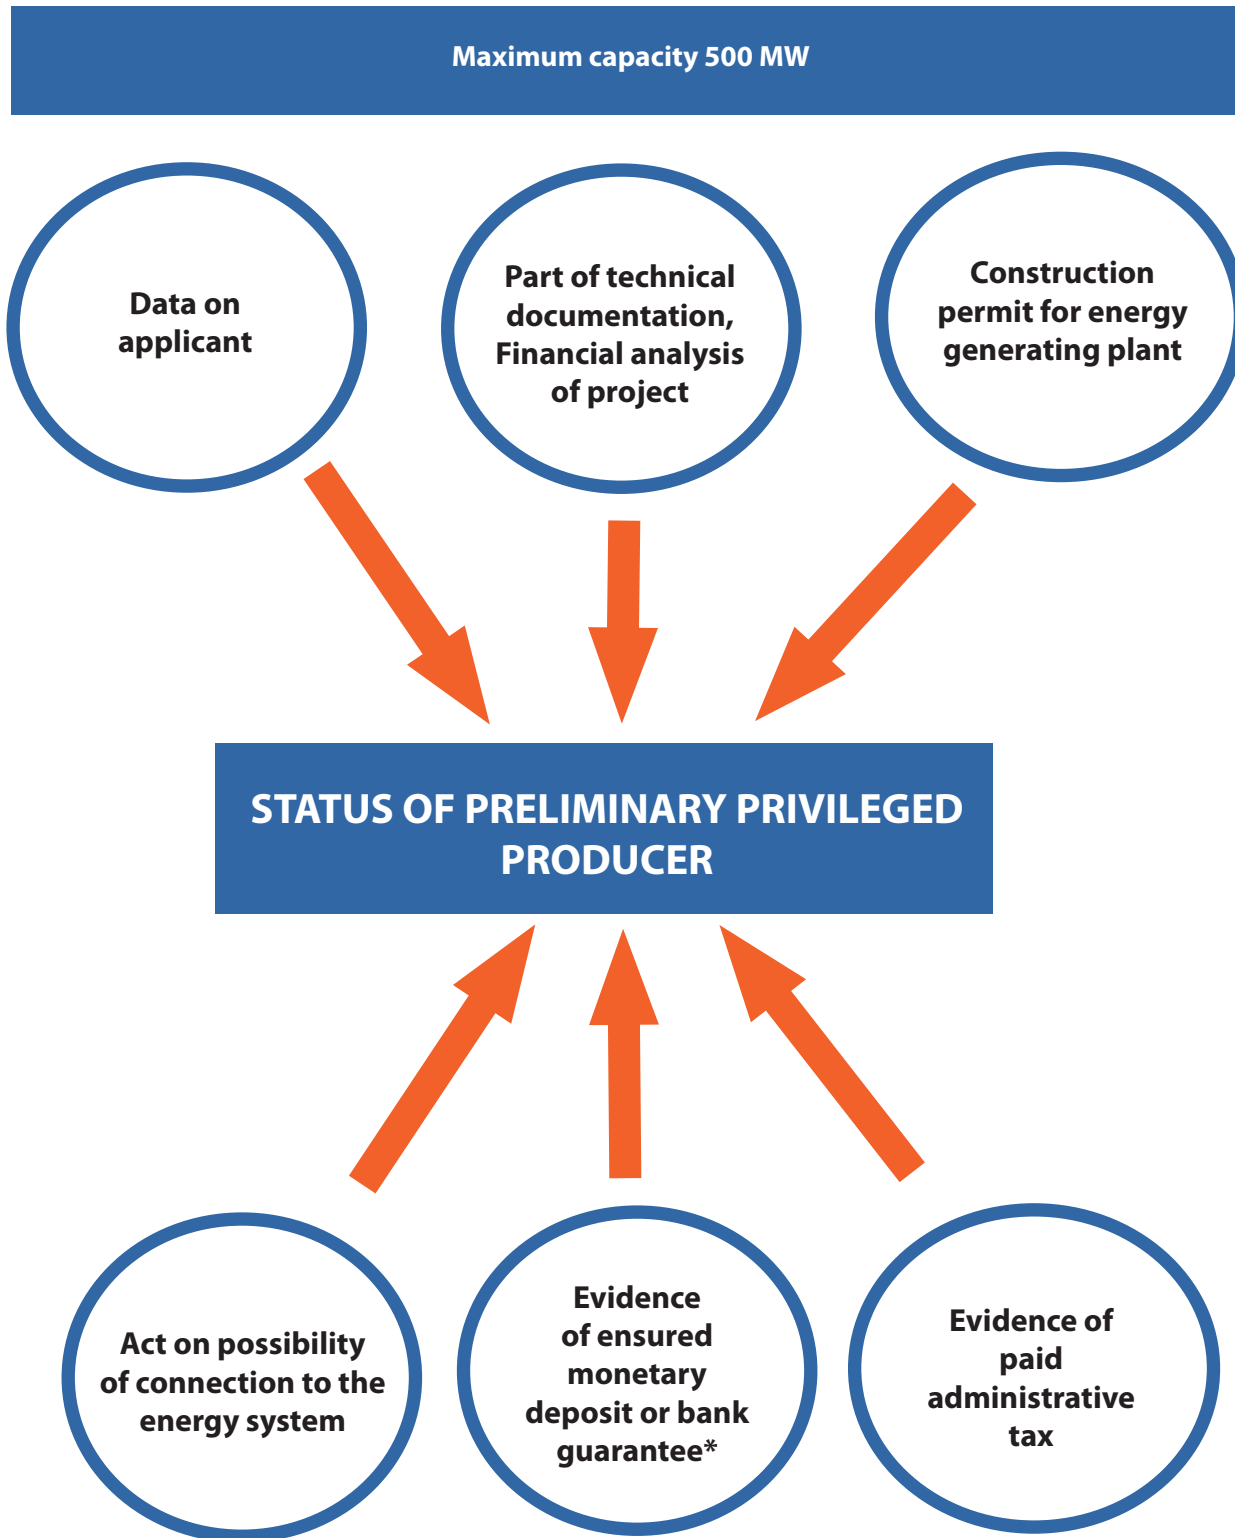 Maximum capacity 500 MW
Data on
applicant
Part of technical
documentation,
Financial analysis
of project
Construction
permit for energy
generating plant
STATUS OF PRELIMINARY PRIVILEGED
PRODUCER
Act on possibility
of connection to the
energy system
Evidence
of ensured
monetary
deposit or bank
guarantee*
Evidence of
paid
administrative
tax